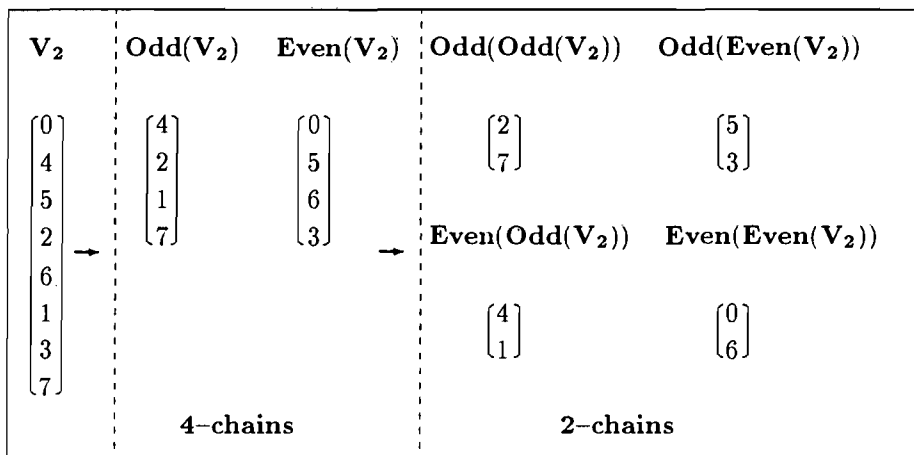 V₂ Odd(V₂) Even(V₂) Odd(Odd(V₂)) Odd(Even(V₂))
0 4 0 2 5
4 2 5 7 3
5 1 6
2 7 3 Even(Odd(V₂)) Even(Even(V₂))
6
1 4 0
3 1 6
7
4–chains 2–chains